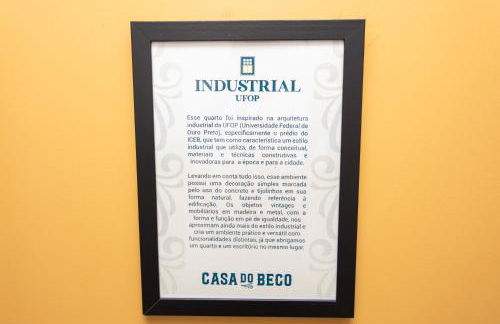 INDUSTRIAL
UFOP
Esse quarto foi inspirado na arquitetura
industrial da UFOP (Universidade Federal de
Ouro Preto), especificamente o prédio do
ICEB, que tem como característica um estilo
industrial que utiliza, de forma conceitual,
materiais e técnicas construtivas e
inovadoras para a época e para a cidade.
Levando em conta tudo isso, esse ambiente
possui uma decoração simples marcada
pelo uso do concreto e tijolinhos em sua
forma natural, fazendo referência à
edificação. Os objetos vintages e
mobiliários em madeira e metal, com a
forma e função em pé de igualdade, nos
aproximam ainda mais do estilo industrial e
cria um ambiente prático e versátil com
funcionalidades distintas, já que abrigamos
um quarto e um escritório no mesmo lugar.
CASA DO BECO